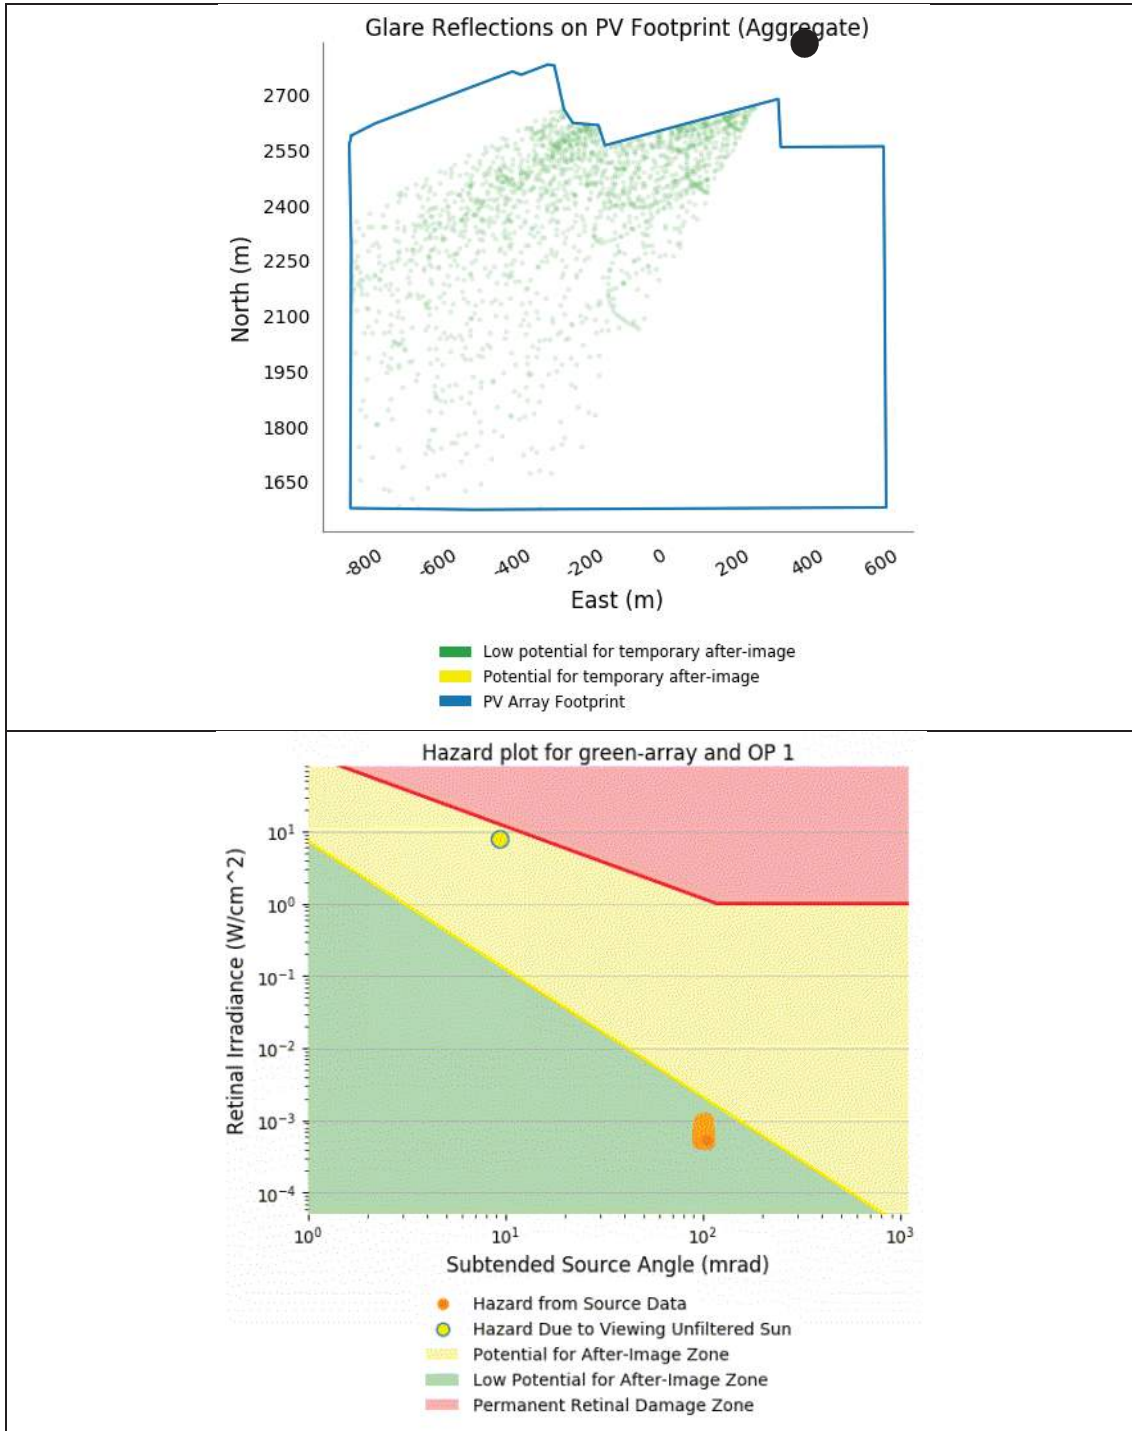 Glare Reflections on PV Footprint (Aggregate)
2700
2550
2400
2250
2100
1950
1800
1650
North (m)
-800 -600 -400 -200 0 200 400 600
East (m)
Low potential for temporary after-image
Potential for temporary after-image
PV Array Footprint
Hazard plot for green-array and OP 1
10^1
10^0
10^-1
10^-2
10^-3
10^-4
Retinal Irradiance (W/cm^2)
10^0 10^1 10^2 10^3
Subtended Source Angle (mrad)
Hazard from Source Data
Hazard Due to Viewing Unfiltered Sun
Potential for After-Image Zone
Low Potential for After-Image Zone
Permanent Retinal Damage Zone